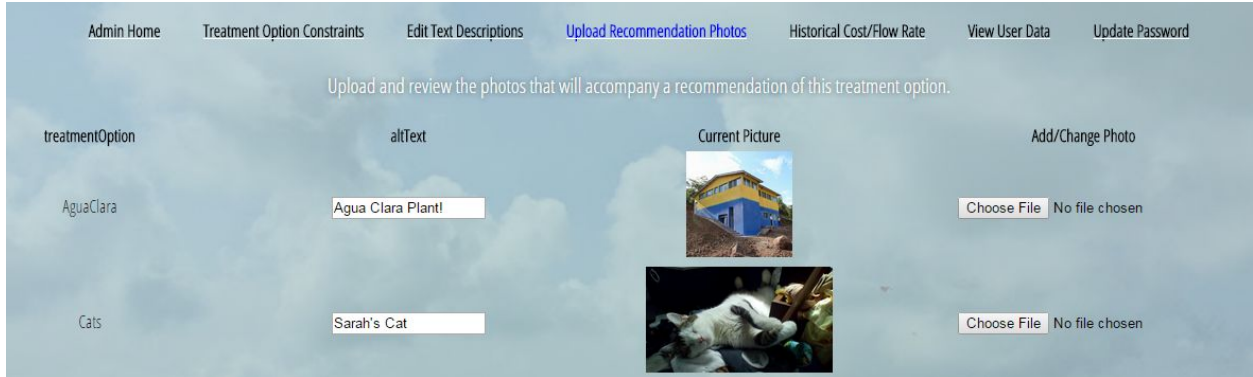 Admin Home Treatment Option Constraints Edit Text Descriptions Upload Recommendation Photos Historical Cost/Flow Rate View User Data Update Password
Upload and review the photos that will accompany a recommendation of this treatment option.
treatmentOption altText Current Picture Add/Change Photo
AguaClara Agua Clara Plant! Choose File No file chosen
Cats Sarah's Cat Choose File No file chosen